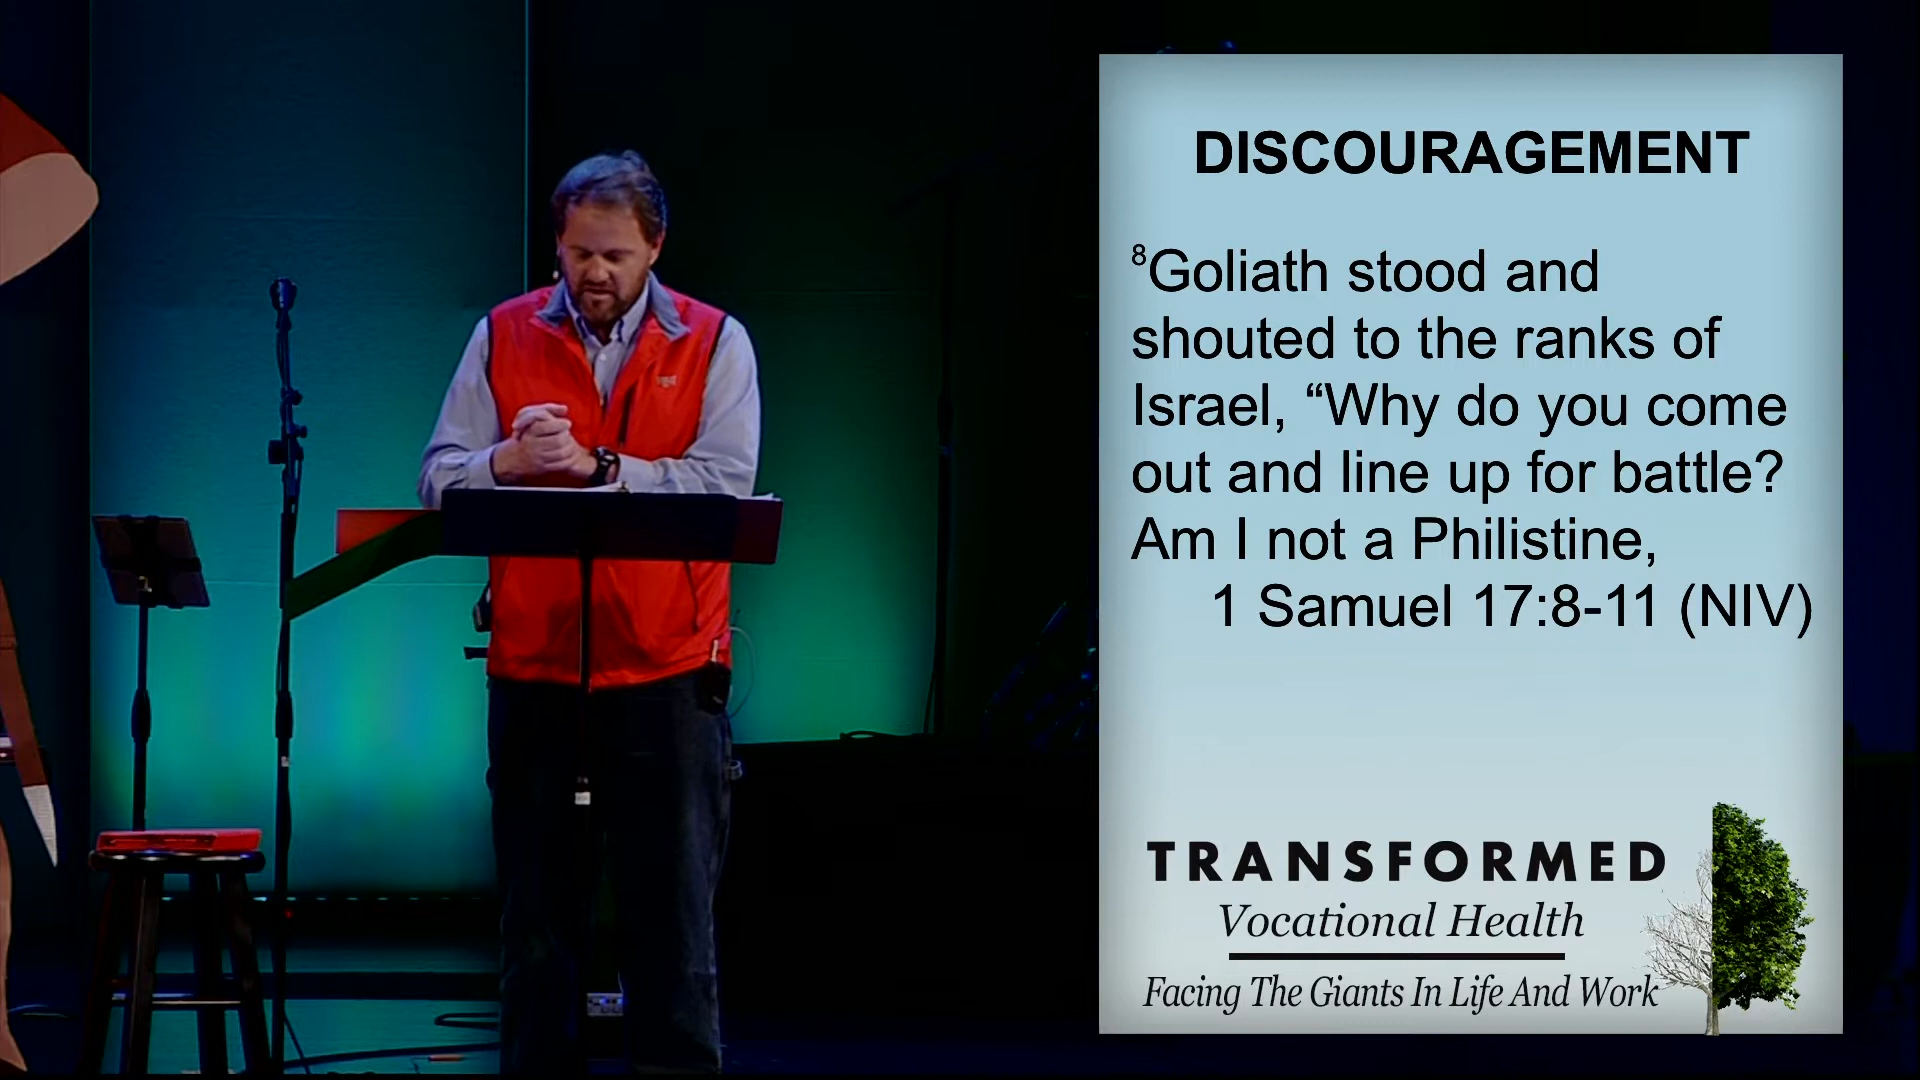 DISCOURAGEMENT
⁸Goliath stood and
shouted to the ranks of
Israel, “Why do you come
out and line up for battle?
Am I not a Philistine,
1 Samuel 17:8-11 (NIV)
TRANSFORMED
Vocational Health
Facing The Giants In Life And Work